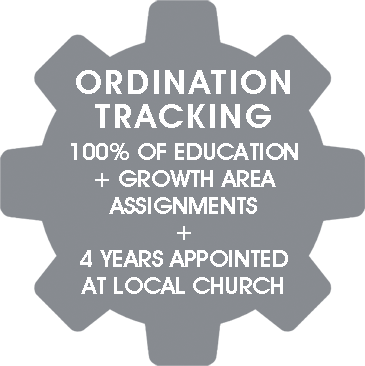 ORDINATION
TRACKING
100% OF EDUCATION
+ GROWTH AREA
ASSIGNMENTS
+
4 YEARS APPOINTED
AT LOCAL CHURCH